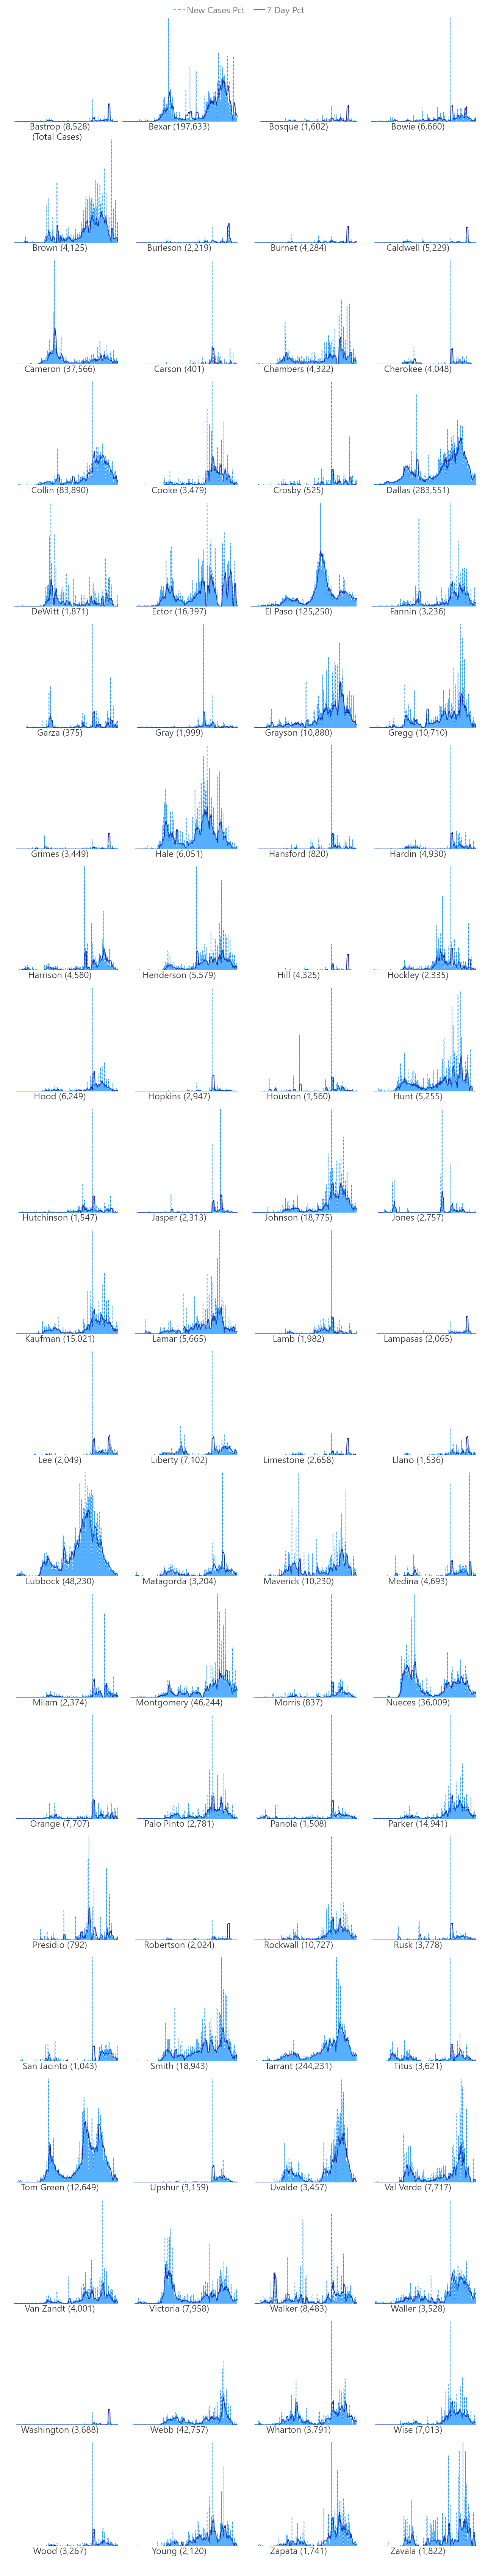 New Cases Pct 7 Day Pct
Bastrop (8,528) Bexar (197,633) Bosque (1,602) Bowie (6,660)
(Total Cases)
Brown (4,125) Burleson (2,219) Burnet (4,284) Caldwell (5,229)
Cameron (37,566) Carson (401) Chambers (4,322) Cherokee (4,048)
Collin (83,890) Cooke (3,479) Crosby (525) Dallas (283,551)
DeWitt (1,871) Ector (16,397) El Paso (125,250) Fannin (3,236)
Garza (375) Gray (1,999) Grayson (10,880) Gregg (10,710)
Grimes (3,449) Hale (6,051) Hansford (820) Hardin (4,930)
Harrison (4,580) Henderson (5,579) Hill (4,325) Hockley (2,335)
Hood (6,249) Hopkins (2,947) Houston (1,560) Hunt (5,255)
Hutchinson (1,547) Jasper (2,313) Johnson (18,775) Jones (2,757)
Kaufman (15,021) Lamar (5,665) Lamb (1,982) Lampasas (2,065)
Lee (2,049) Liberty (7,102) Limestone (2,658) Llano (1,536)
Lubbock (48,230) Matagorda (3,204) Maverick (10,230) Medina (4,693)
Milam (2,374) Montgomery (46,244) Morris (837) Nueces (36,009)
Orange (7,707) Palo Pinto (2,781) Panola (1,508) Parker (14,941)
Presidio (792) Robertson (2,024) Rockwall (10,727) Rusk (3,778)
San Jacinto (1,043) Smith (18,943) Tarrant (244,231) Titus (3,621)
Tom Green (12,649) Upshur (3,159) Uvalde (3,457) Val Verde (7,717)
Van Zandt (4,001) Victoria (7,958) Walker (8,483) Waller (3,528)
Washington (3,688) Webb (42,757) Wharton (3,791) Wise (7,013)
Wood (3,267) Young (2,120) Zapata (1,741) Zavala (1,822)